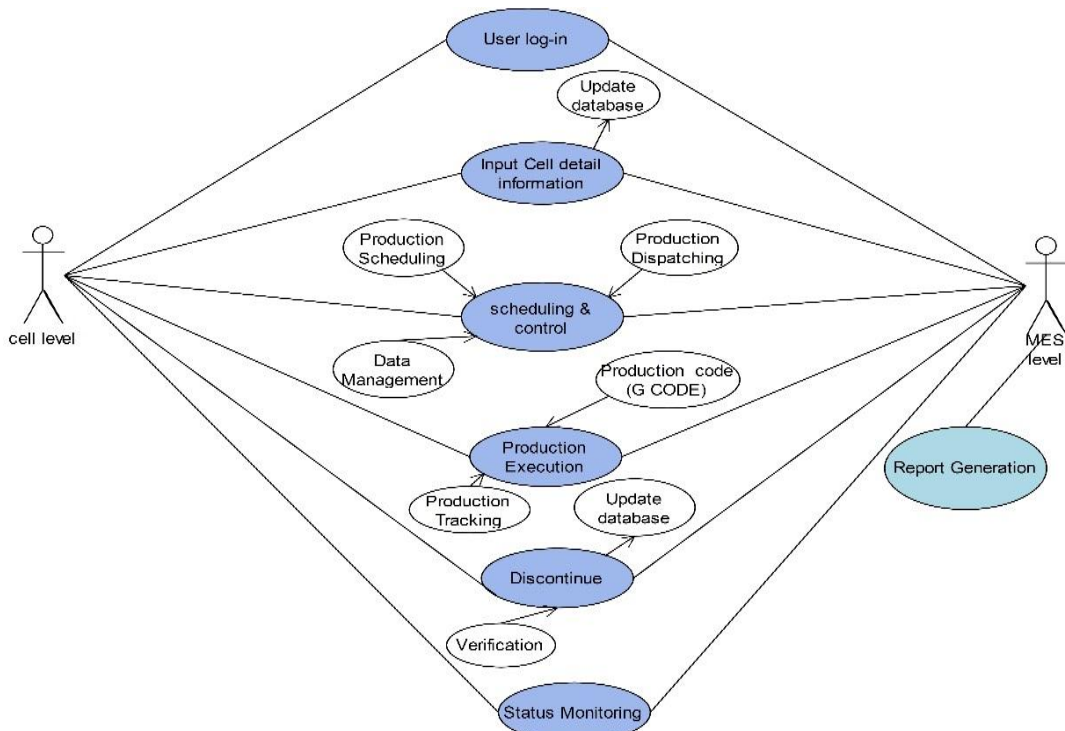 User log-in
Update
database
Input Cell detail
information
Production
Scheduling
Production
Dispatching
scheduling &
control
cell level
MES
level
Data
Management
Production code
(G CODE)
Production
Execution
Report Generation
Production
Tracking
Update
database
Discontinue
Verification
Status Monitoring